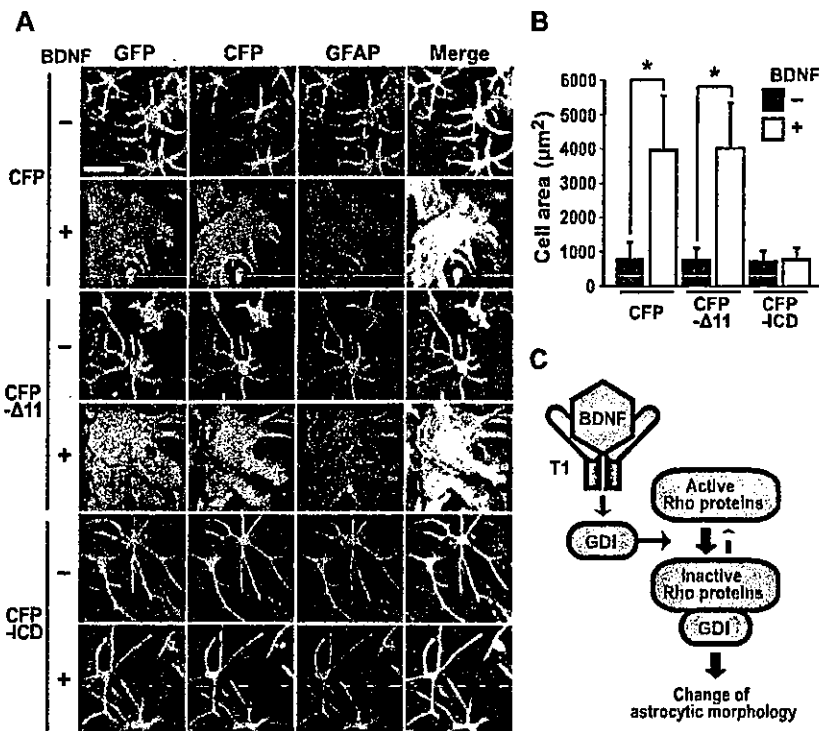 A
BDNF
GFP
CFP
GFAP
Merge
CFP
−
+
CFP
-Δ11
−
+
CFP
-ICD
−
+
B
BDNF
−
+
*
*
Cell area (μm²)
6000
5000
4000
3000
2000
1000
0
CFP
CFP
-Δ11
CFP
-ICD
C
BDNF
T1
GDI
Active
Rho proteins
Inactive
Rho proteins
GDI
Change of
astrocytic morphology